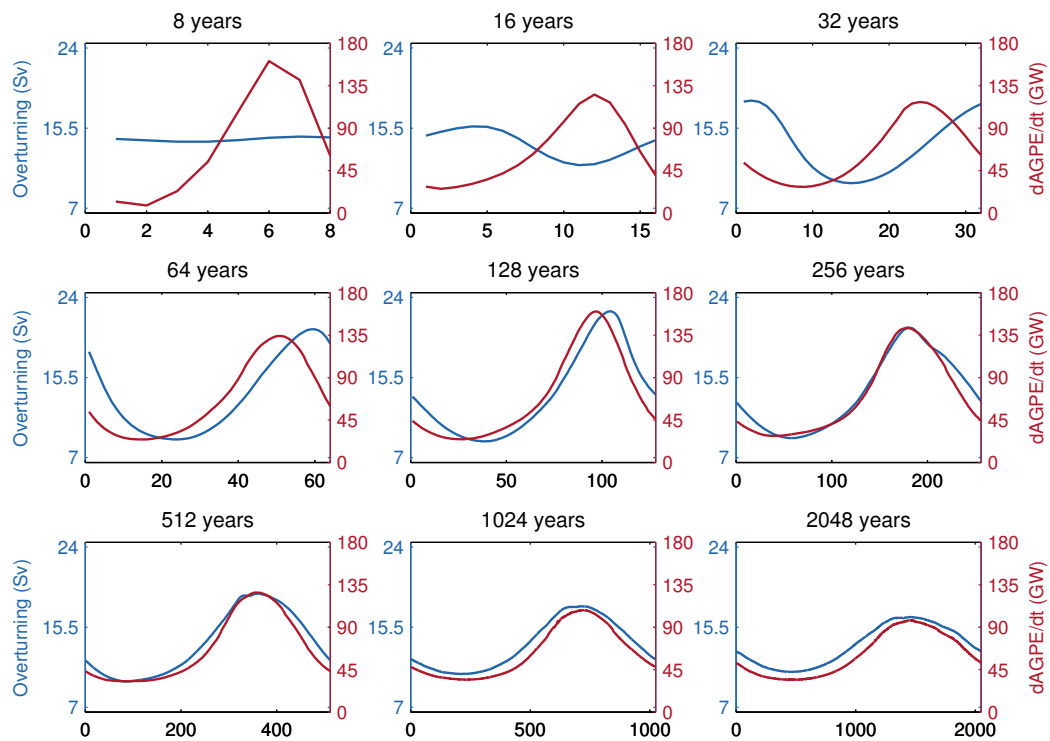 8 years 16 years 32 years
24 180 24 180 24 180
135 135 135
Overturning (Sv) 15.5 90 15.5 90 15.5 90 dAGPE/dt (GW)
45 45 45
7 0 7 0 7 0
0 2 4 6 8 0 5 10 15 0 10 20 30
64 years 128 years 256 years
24 180 24 180 24 180
135 135 135
Overturning (Sv) 15.5 90 15.5 90 15.5 90 dAGPE/dt (GW)
45 45 45
7 0 7 0 7 0
0 20 40 60 0 50 100 0 100 200
512 years 1024 years 2048 years
24 180 24 180 24 180
135 135 135
Overturning (Sv) 15.5 90 15.5 90 15.5 90 dAGPE/dt (GW)
45 45 45
7 0 7 0 7 0
0 200 400 0 500 1000 0 1000 2000